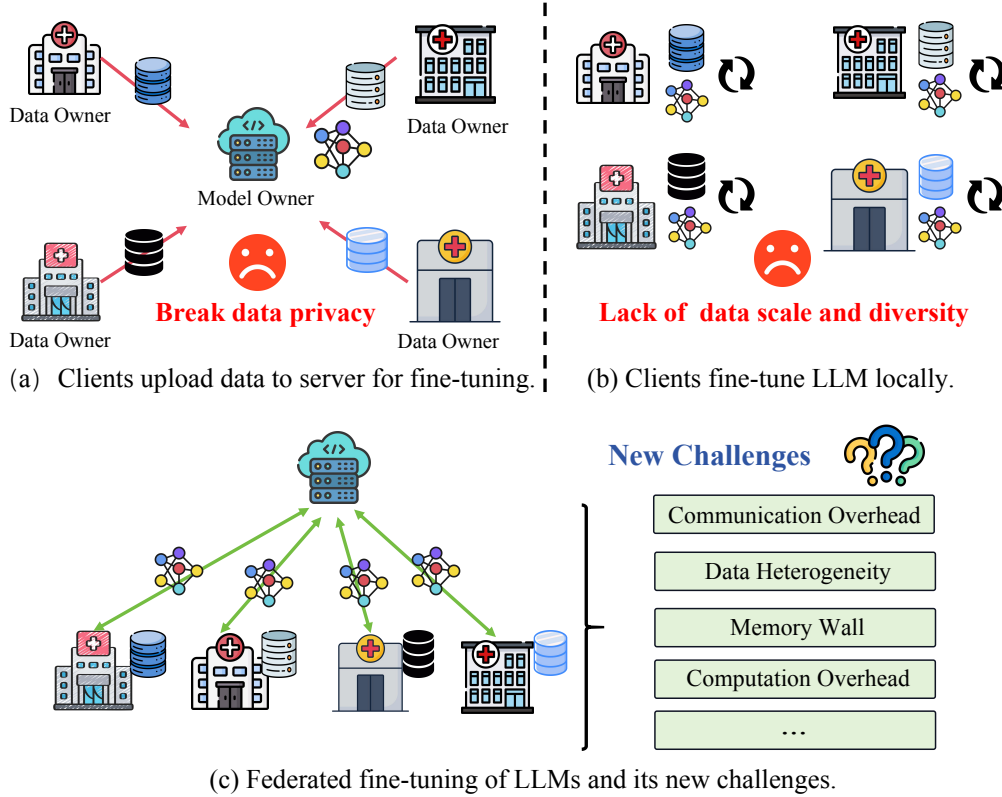 Data Owner
Data Owner
Model Owner
Break data privacy
Data Owner
Data Owner
(a) Clients upload data to server for fine-tuning.
Lack of data scale and diversity
(b) Clients fine-tune LLM locally.
</>
New Challenges
Communication Overhead
Data Heterogeneity
Memory Wall
Computation Overhead
...
(c) Federated fine-tuning of LLMs and its new challenges.